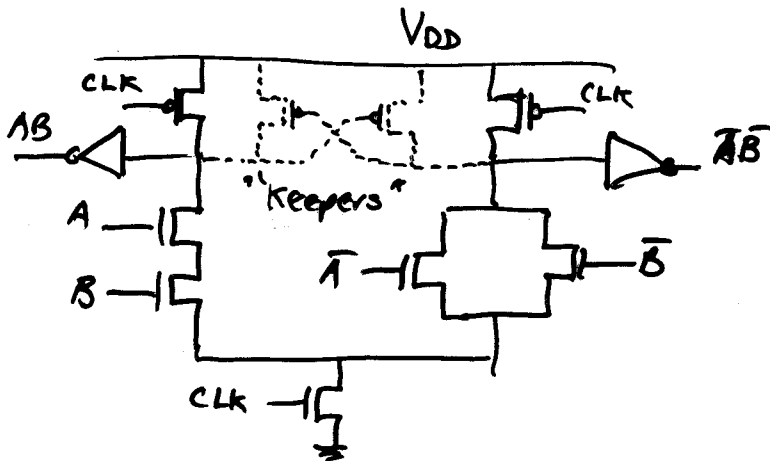 VDD
CLK
CLK
AB
A̅B̅
"Keepers"
A
A̅
B̅
B
CLK